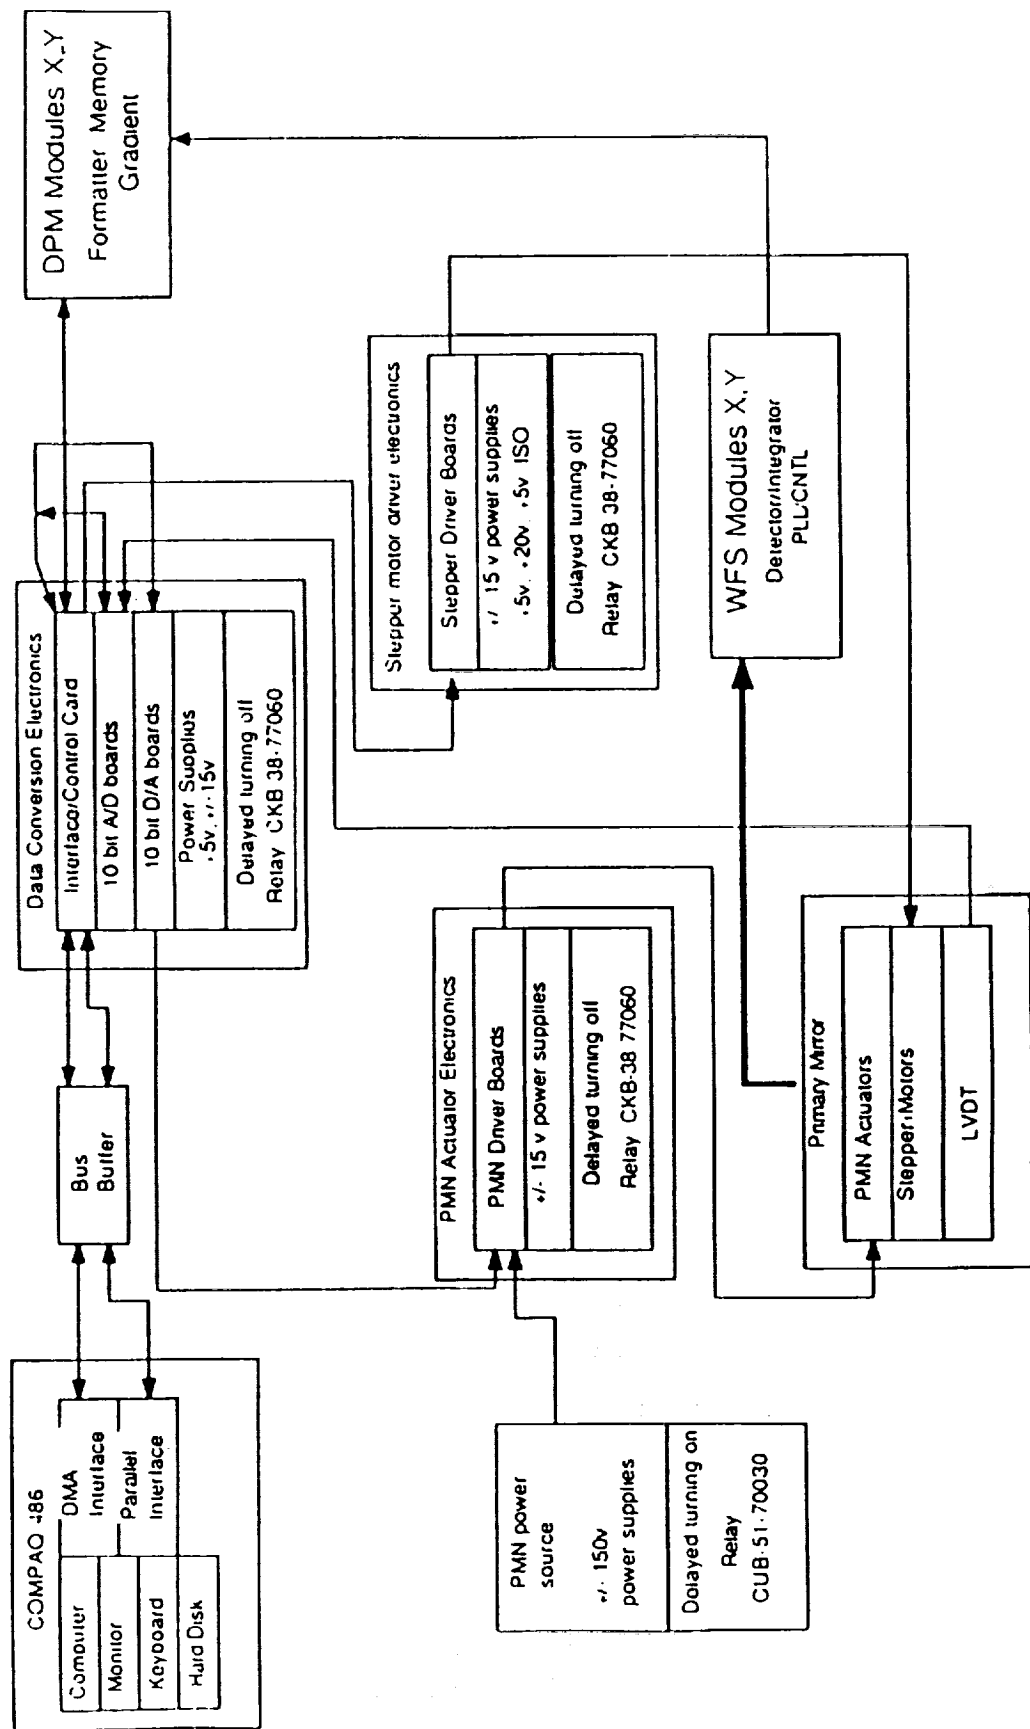 COMPAQ 486
Computer
Monitor
Keyboard
Hard Disk
DMA
Interface
Parallel
Interface
Bus
Buffer
Data Conversion Electronics
Interface/Control Card
10 bit A/D boards
10 bit D/A boards
Power Supplies
+5v, +/- 15v
Delayed turning off
Relay CKB 38-77060
DPM Modules X,Y
Formatter Memory
Gradient
PMN power
source
+/- 150v
power supplies
Delayed turning on
Relay
CUB-51-70030
PMN Actuator Electronics
PMN Driver Boards
+/- 15 v power supplies
Delayed turning off
Relay CKB-38 77060
Stepper motor driver electronics
Stepper Driver Boards
+/ 15 v power supplies
+5v, +20v, +5v ISO
Delayed turning off
Relay CKB 38-77060
Primary Mirror
PMN Actuators
Stepper Motors
LVDT
WFS Modules X,Y
Detector/Integrator
PLL/CNTL